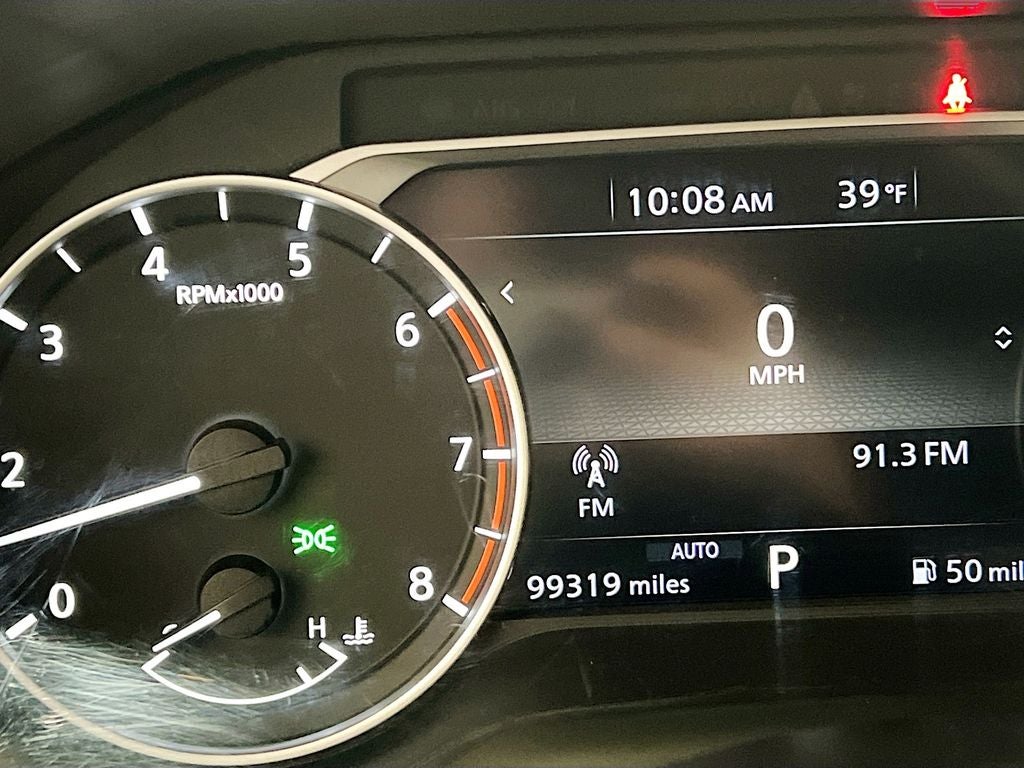 10:08 AM 39°F
4 5
RPMx1000
3 6
0
MPH
2 7
91.3 FM
FM
AUTO
P
8
99319 miles
50 mil
0
H